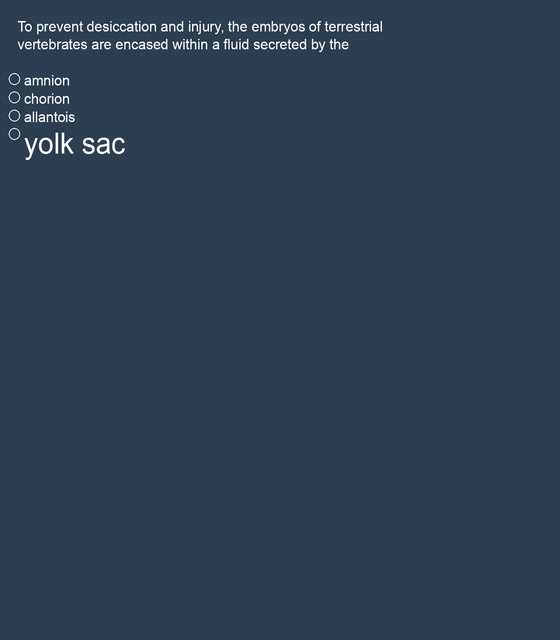 To prevent desiccation and injury, the embryos of terrestrial
vertebrates are encased within a fluid secreted by the
amnion
chorion
allantois
yolk sac